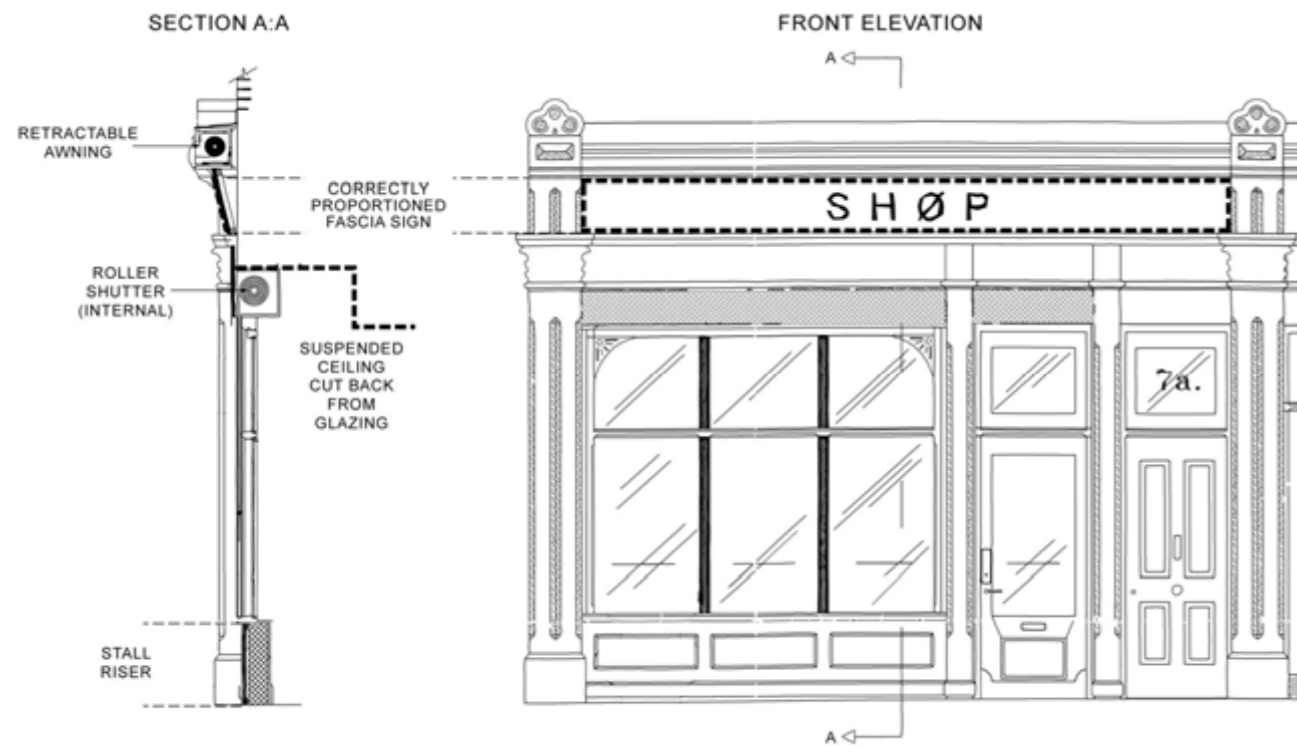 SECTION A:A
FRONT ELEVATION
A
RETRACTABLE
AWNING
CORRECTLY
PROPORTIONED
FASCIA SIGN
SHØP
ROLLER
SHUTTER
(INTERNAL)
SUSPENDED
CEILING
CUT BACK
FROM
GLAZING
7a.
STALL
RISER
A